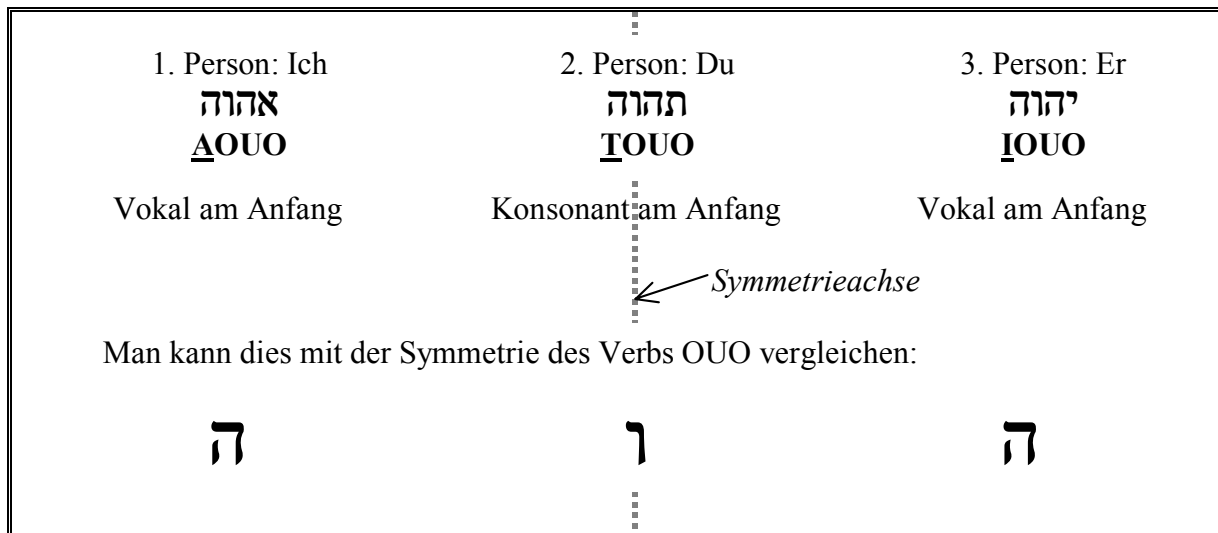 1. Person: Ich 2. Person: Du 3. Person: Er
אהוה תהוה יהוה
AOUO TOUO IOUO
Vokal am Anfang Konsonant am Anfang Vokal am Anfang
Symmetrieachse
Man kann dies mit der Symmetrie des Verbs OUO vergleichen:
ה ו ה